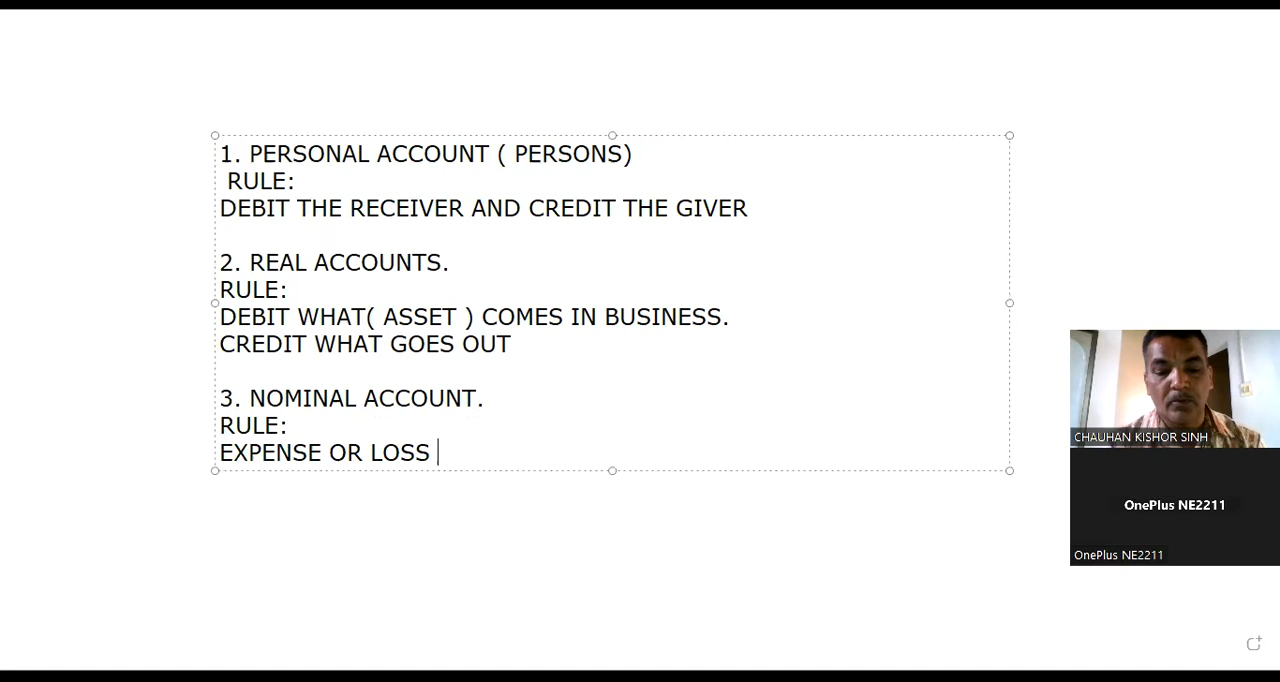 1. PERSONAL ACCOUNT ( PERSONS)
RULE:
DEBIT THE RECEIVER AND CREDIT THE GIVER
2. REAL ACCOUNTS.
RULE:
DEBIT WHAT( ASSET ) COMES IN BUSINESS.
CREDIT WHAT GOES OUT
3. NOMINAL ACCOUNT.
RULE:
EXPENSE OR LOSS
CHAUHAN KISHOR SINH
OnePlus NE2211
OnePlus NE2211